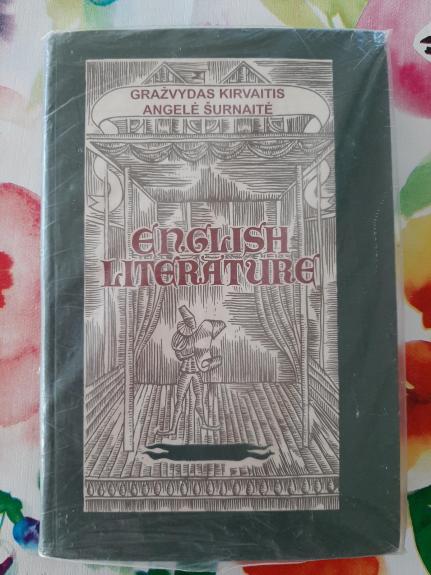 GRAŽVYDAS KIRVAITIS
ANGELĖ ŠURNAITĖ
ENGLISH
LITERATURE